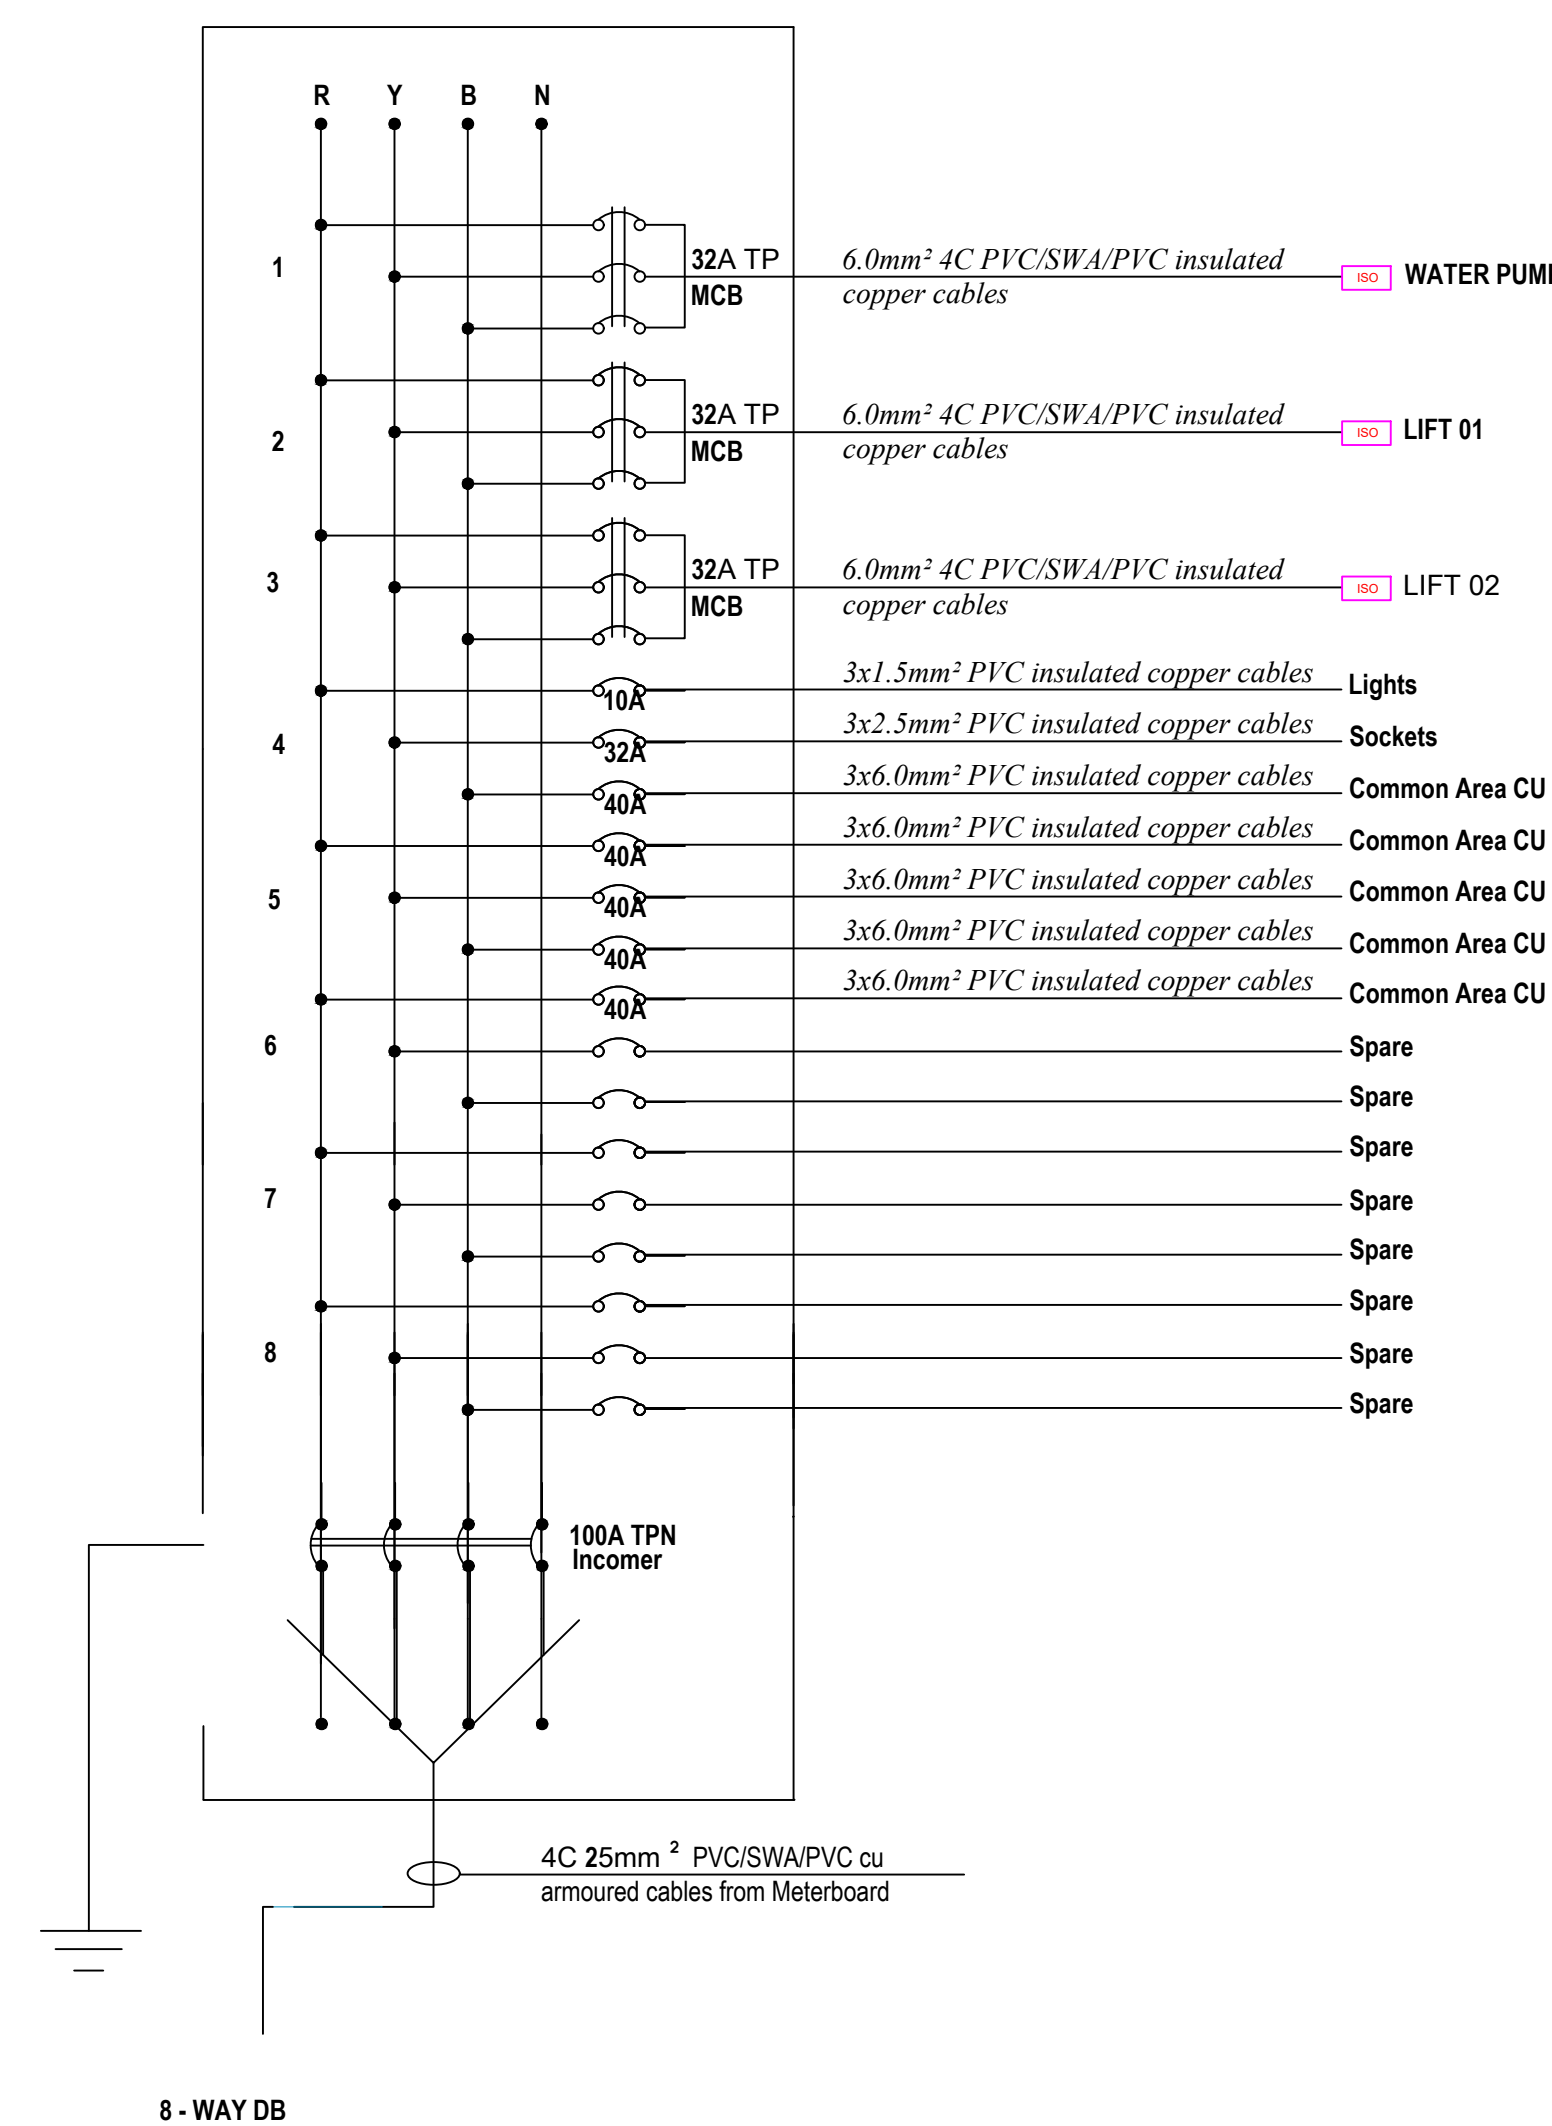 R Y B N
1
32A TP
MCB
6.0mm² 4C PVC/SWA/PVC insulated
copper cables
ISO
WATER PUM
2
32A TP
MCB
6.0mm² 4C PVC/SWA/PVC insulated
copper cables
ISO
LIFT 01
3
32A TP
MCB
6.0mm² 4C PVC/SWA/PVC insulated
copper cables
ISO
LIFT 02
10A
3x1.5mm² PVC insulated copper cables
Lights
4
32A
3x2.5mm² PVC insulated copper cables
Sockets
40A
3x6.0mm² PVC insulated copper cables
Common Area CU
40A
3x6.0mm² PVC insulated copper cables
Common Area CU
5
40A
3x6.0mm² PVC insulated copper cables
Common Area CU
40A
3x6.0mm² PVC insulated copper cables
Common Area CU
40A
3x6.0mm² PVC insulated copper cables
Common Area CU
6
Spare
Spare
Spare
7
Spare
Spare
Spare
8
Spare
Spare
100A TPN
Incomer
4C 25mm ² PVC/SWA/PVC cu
armoured cables from Meterboard
8 - WAY DB